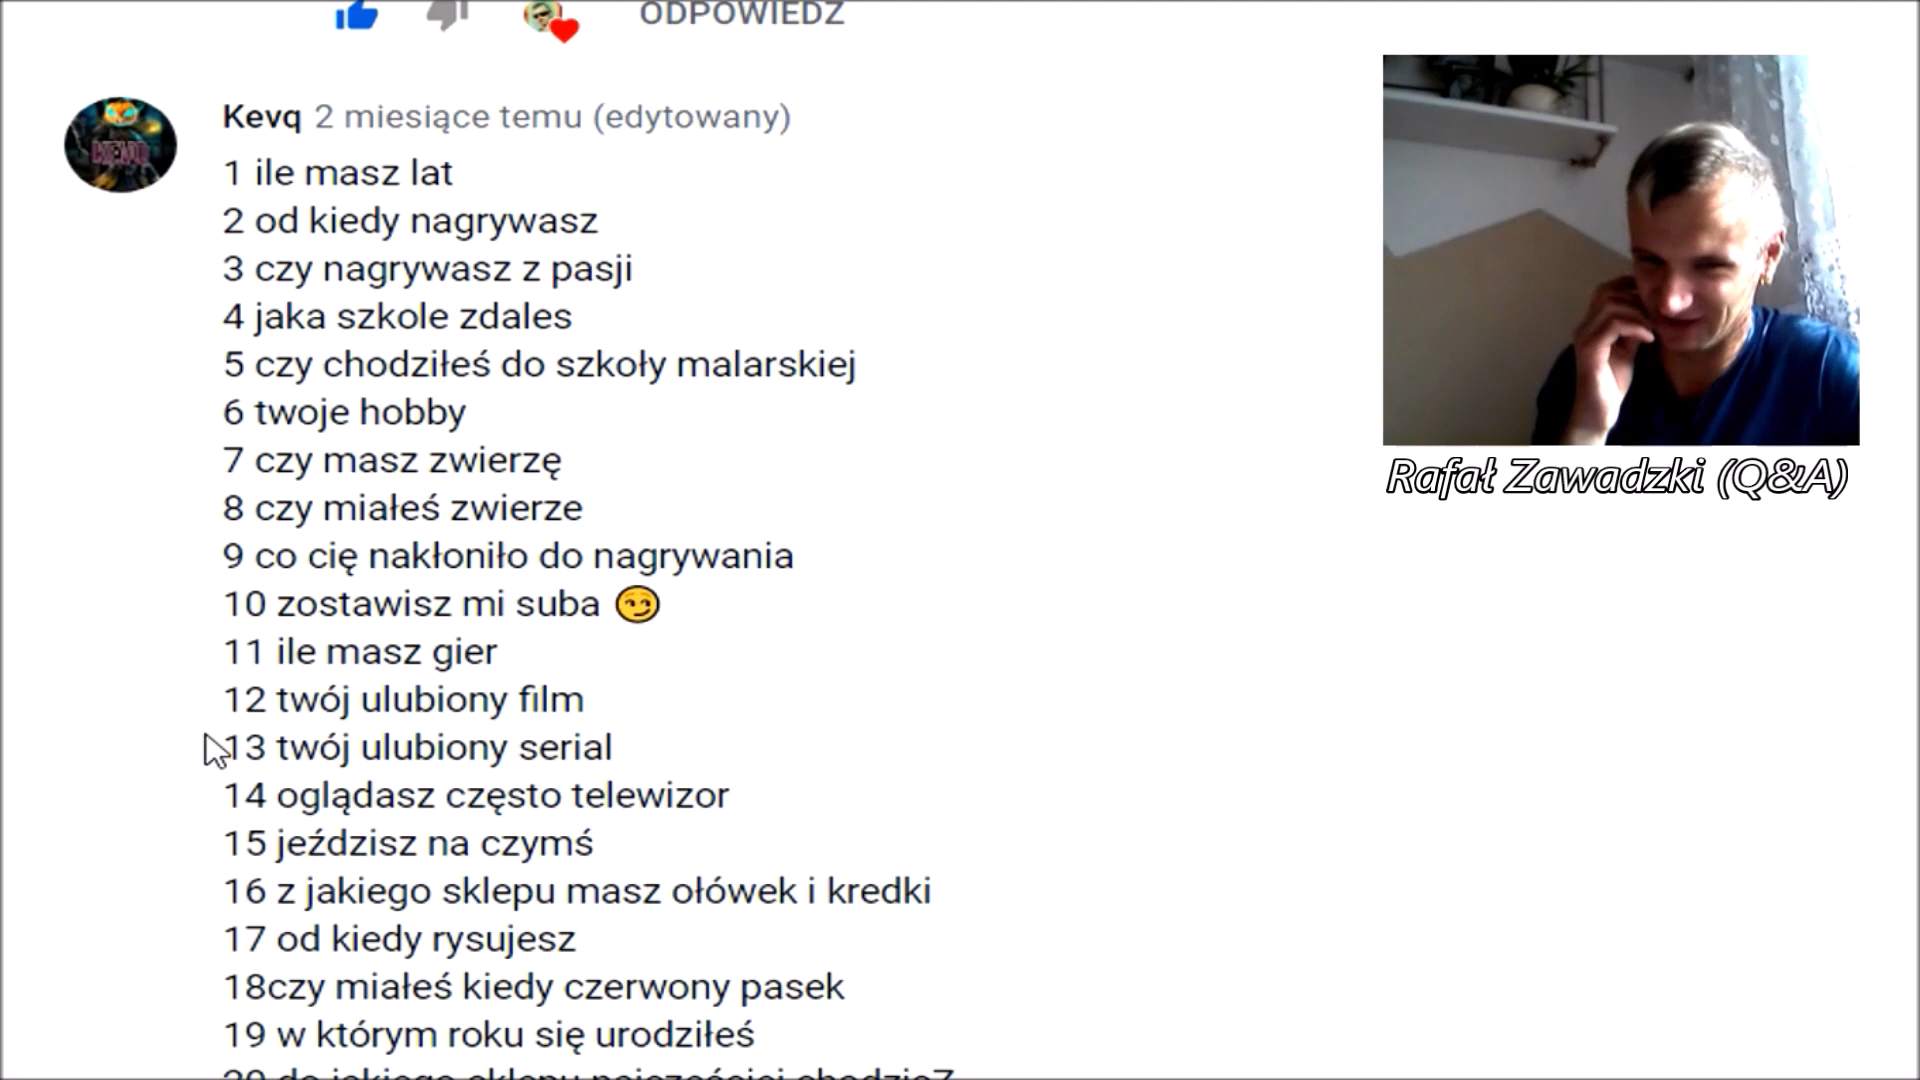 ODPOWIEDZ
Kevq 2 miesiące temu (edytowany)
1 ile masz lat
2 od kiedy nagrywasz
3 czy nagrywasz z pasji
4 jaka szkole zdales
5 czy chodziłeś do szkoły malarskiej
6 twoje hobby
7 czy masz zwierzę
8 czy miałeś zwierze
9 co cię nakłoniło do nagrywania
10 zostawisz mi suba 😏
11 ile masz gier
12 twój ulubiony film
13 twój ulubiony serial
14 oglądasz często telewizor
15 jeździsz na czymś
16 z jakiego sklepu masz ołówek i kredki
17 od kiedy rysujesz
18czy miałeś kiedy czerwony pasek
19 w którym roku się urodziłeś
20 do jakiego sklepu
Rafał Zawadzki (Q&A)